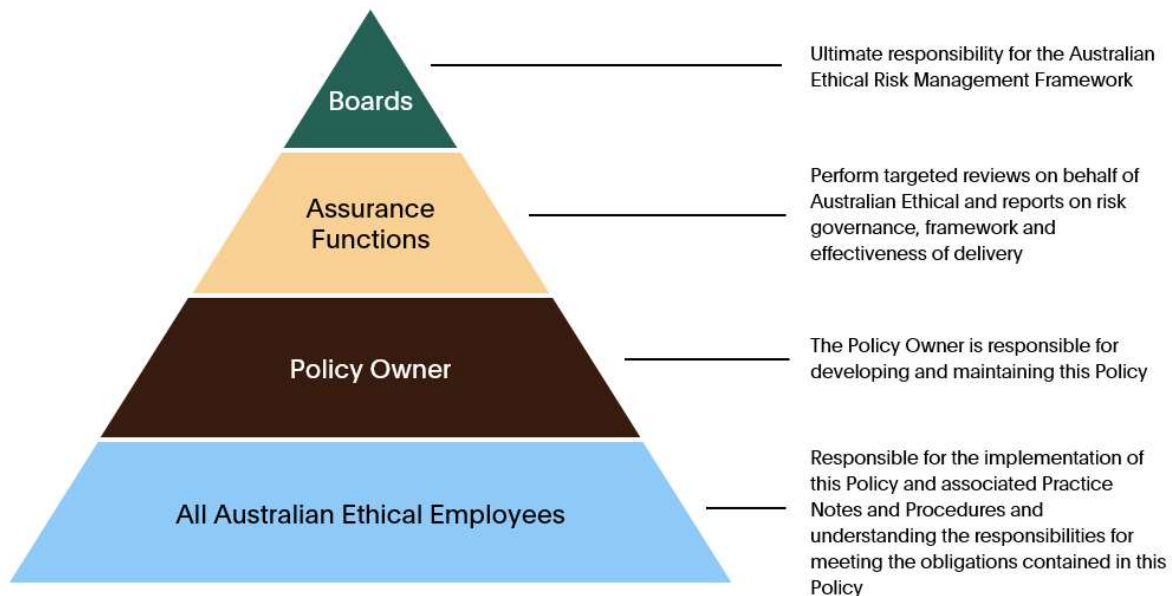 Boards
Ultimate responsibility for the Australian
Ethical Risk Management Framework
Assurance
Functions
Perform targeted reviews on behalf of
Australian Ethical and reports on risk
governance, framework and
effectiveness of delivery
Policy Owner
The Policy Owner is responsible for
developing and maintaining this Policy
All Australian Ethical Employees
Responsible for the implementation of
this Policy and associated Practice
Notes and Procedures and
understanding the responsibilities for
meeting the obligations contained in this
Policy